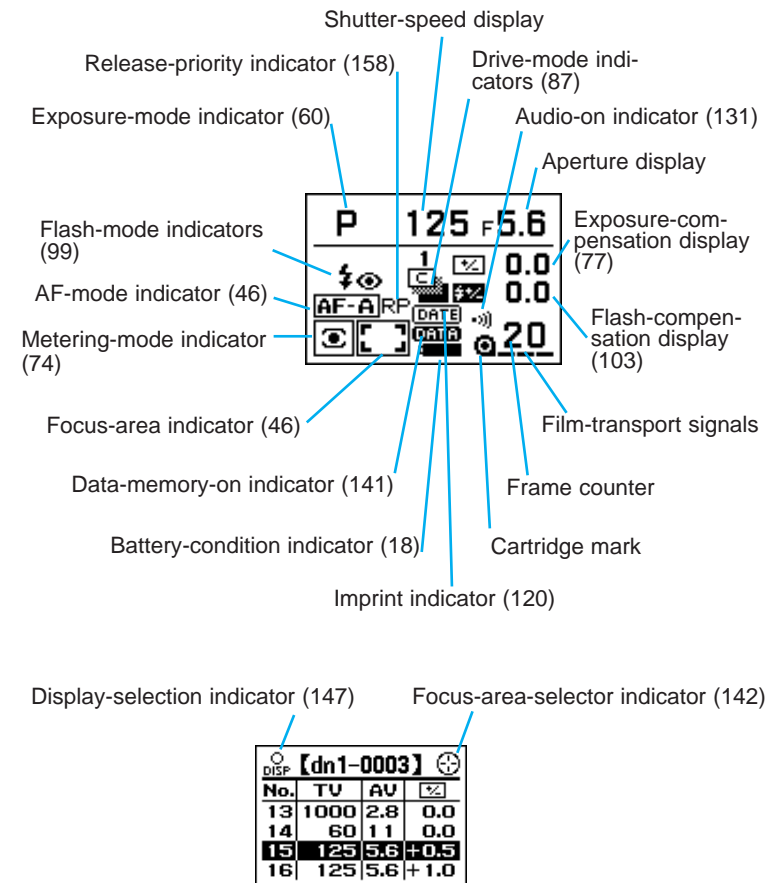 Shutter-speed display
Drive-mode indi-
cators (87)
Release-priority indicator (158)
Exposure-mode indicator (60)
Audio-on indicator (131)
Aperture display
P 125 F5.6
Flash-mode indicators
(99)
Exposure-com-
pensation display
(77)
1
C
+/- 0.0
+/- 0.0
AF-mode indicator (46)
AF-A RP DATE
Metering-mode indicator
(74)
DATA
20
Flash-compen-
sation display
(103)
Focus-area indicator (46)
Film-transport signals
Data-memory-on indicator (141)
Frame counter
Battery-condition indicator (18)
Cartridge mark
Imprint indicator (120)
Display-selection indicator (147)
Focus-area-selector indicator (142)
DISP【dn1-0003】
No. TV AV +/-
13 1000 2.8 0.0
14 60 11 0.0
15 125 5.6 +0.5
16 125 5.6 +1.0